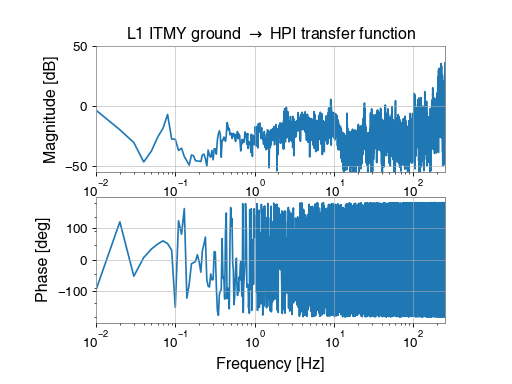 L1 ITMY ground → HPI transfer function
Magnitude [dB]
50
0
−50
10⁻² 10⁻¹ 10⁰ 10¹ 10²
Phase [deg]
100
0
−100
10⁻² 10⁻¹ 10⁰ 10¹ 10²
Frequency [Hz]